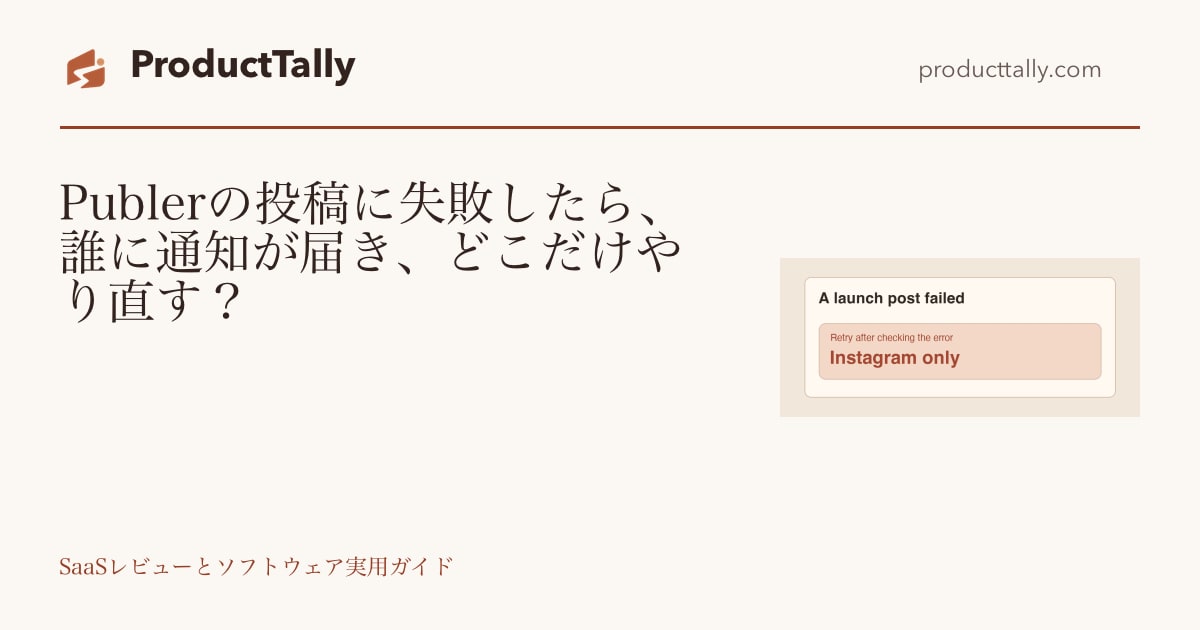 ProductTally
producttally.com
Publerの投稿に失敗したら、
誰に通知が届き、どこだけや
り直す？
A launch post failed
Retry after checking the error
Instagram only
SaaSレビューとソフトウェア実用ガイド